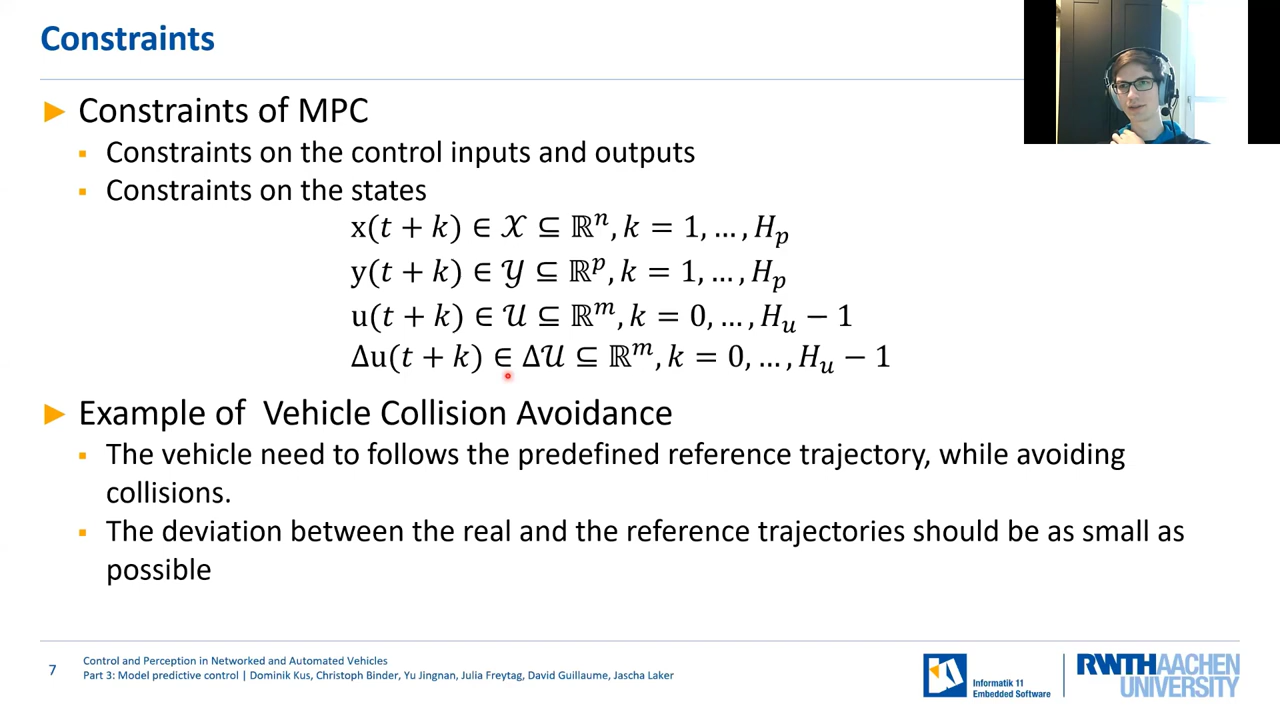 Constraints
Constraints of MPC
Constraints on the control inputs and outputs
Constraints on the states
x(t + k) ∈ 𝒳 ⊆ ℝⁿ, k = 1, … , Hₚ
y(t + k) ∈ 𝒴 ⊆ ℝᵖ, k = 1, … , Hₚ
u(t + k) ∈ 𝒰 ⊆ ℝᵐ, k = 0, … , Hᵤ − 1
Δu(t + k) ∈ Δ𝒰 ⊆ ℝᵐ, k = 0, … , Hᵤ − 1
Example of Vehicle Collision Avoidance
The vehicle need to follows the predefined reference trajectory, while avoiding
collisions.
The deviation between the real and the reference trajectories should be as small as
possible
7
Control and Perception in Networked and Automated Vehicles
Part 3: Model predictive control | Dominik Kus, Christoph Binder, Yu Jingnan, Julia Freytag, David Guillaume, Jascha Laker
Informatik 11
Embedded Software
RWTH AACHEN
UNIVERSITY